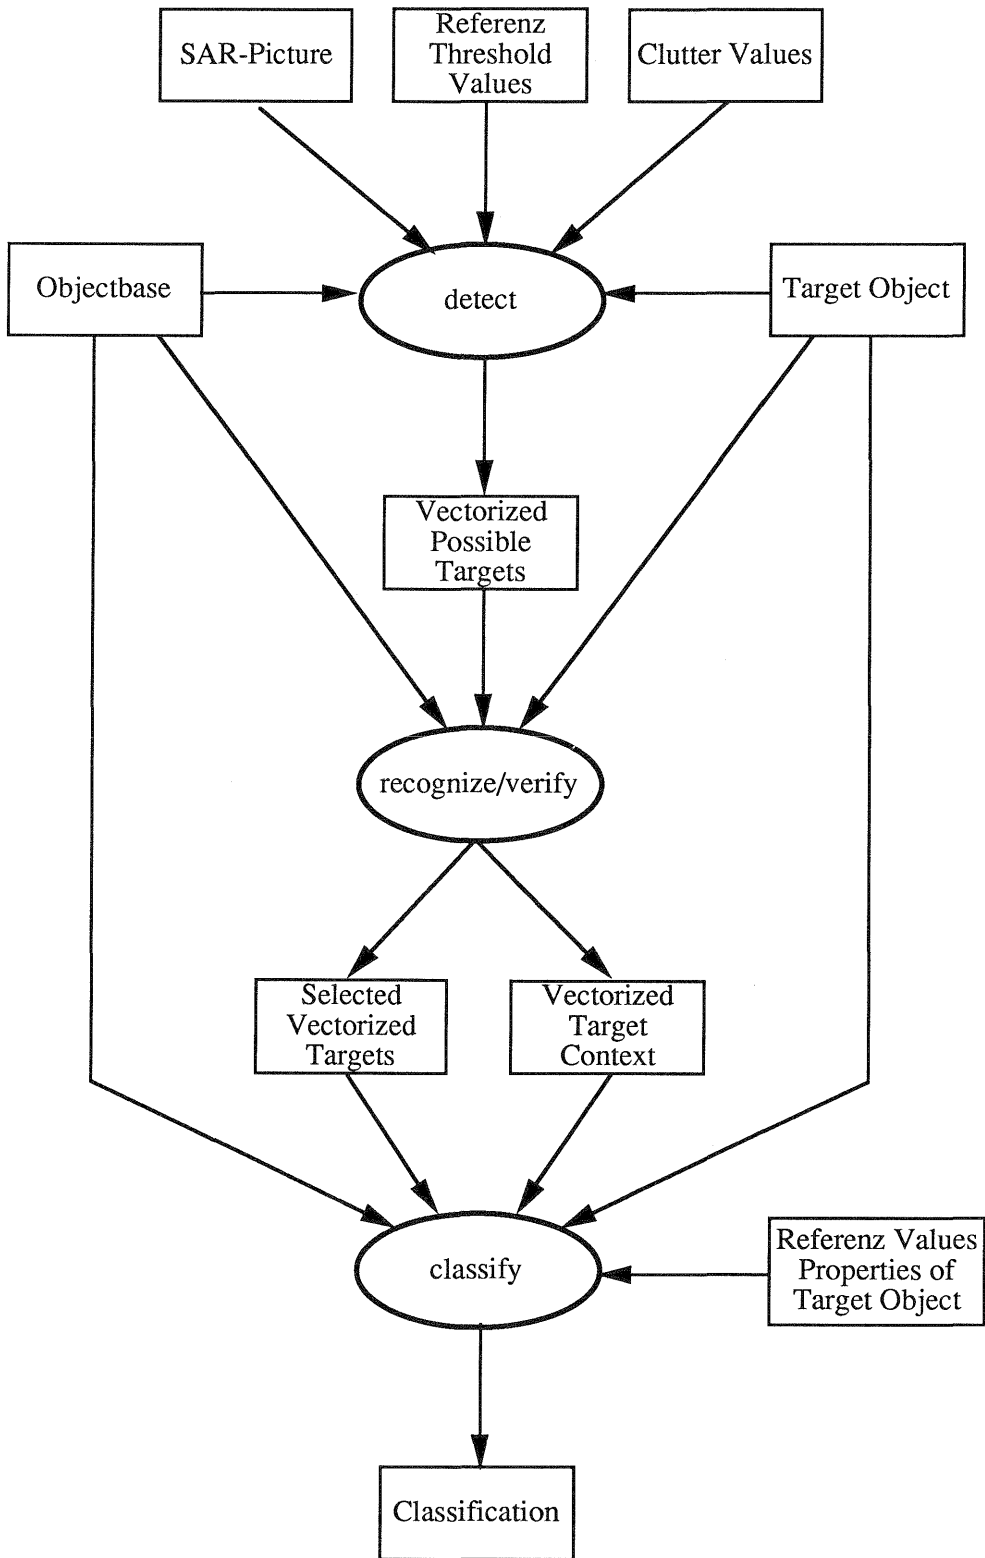 SAR-Picture
Referenz
Threshold
Values
Clutter Values
Objectbase
detect
Target Object
Vectorized
Possible
Targets
recognize/verify
Selected
Vectorized
Targets
Vectorized
Target
Context
classify
Referenz Values
Properties of
Target Object
Classification